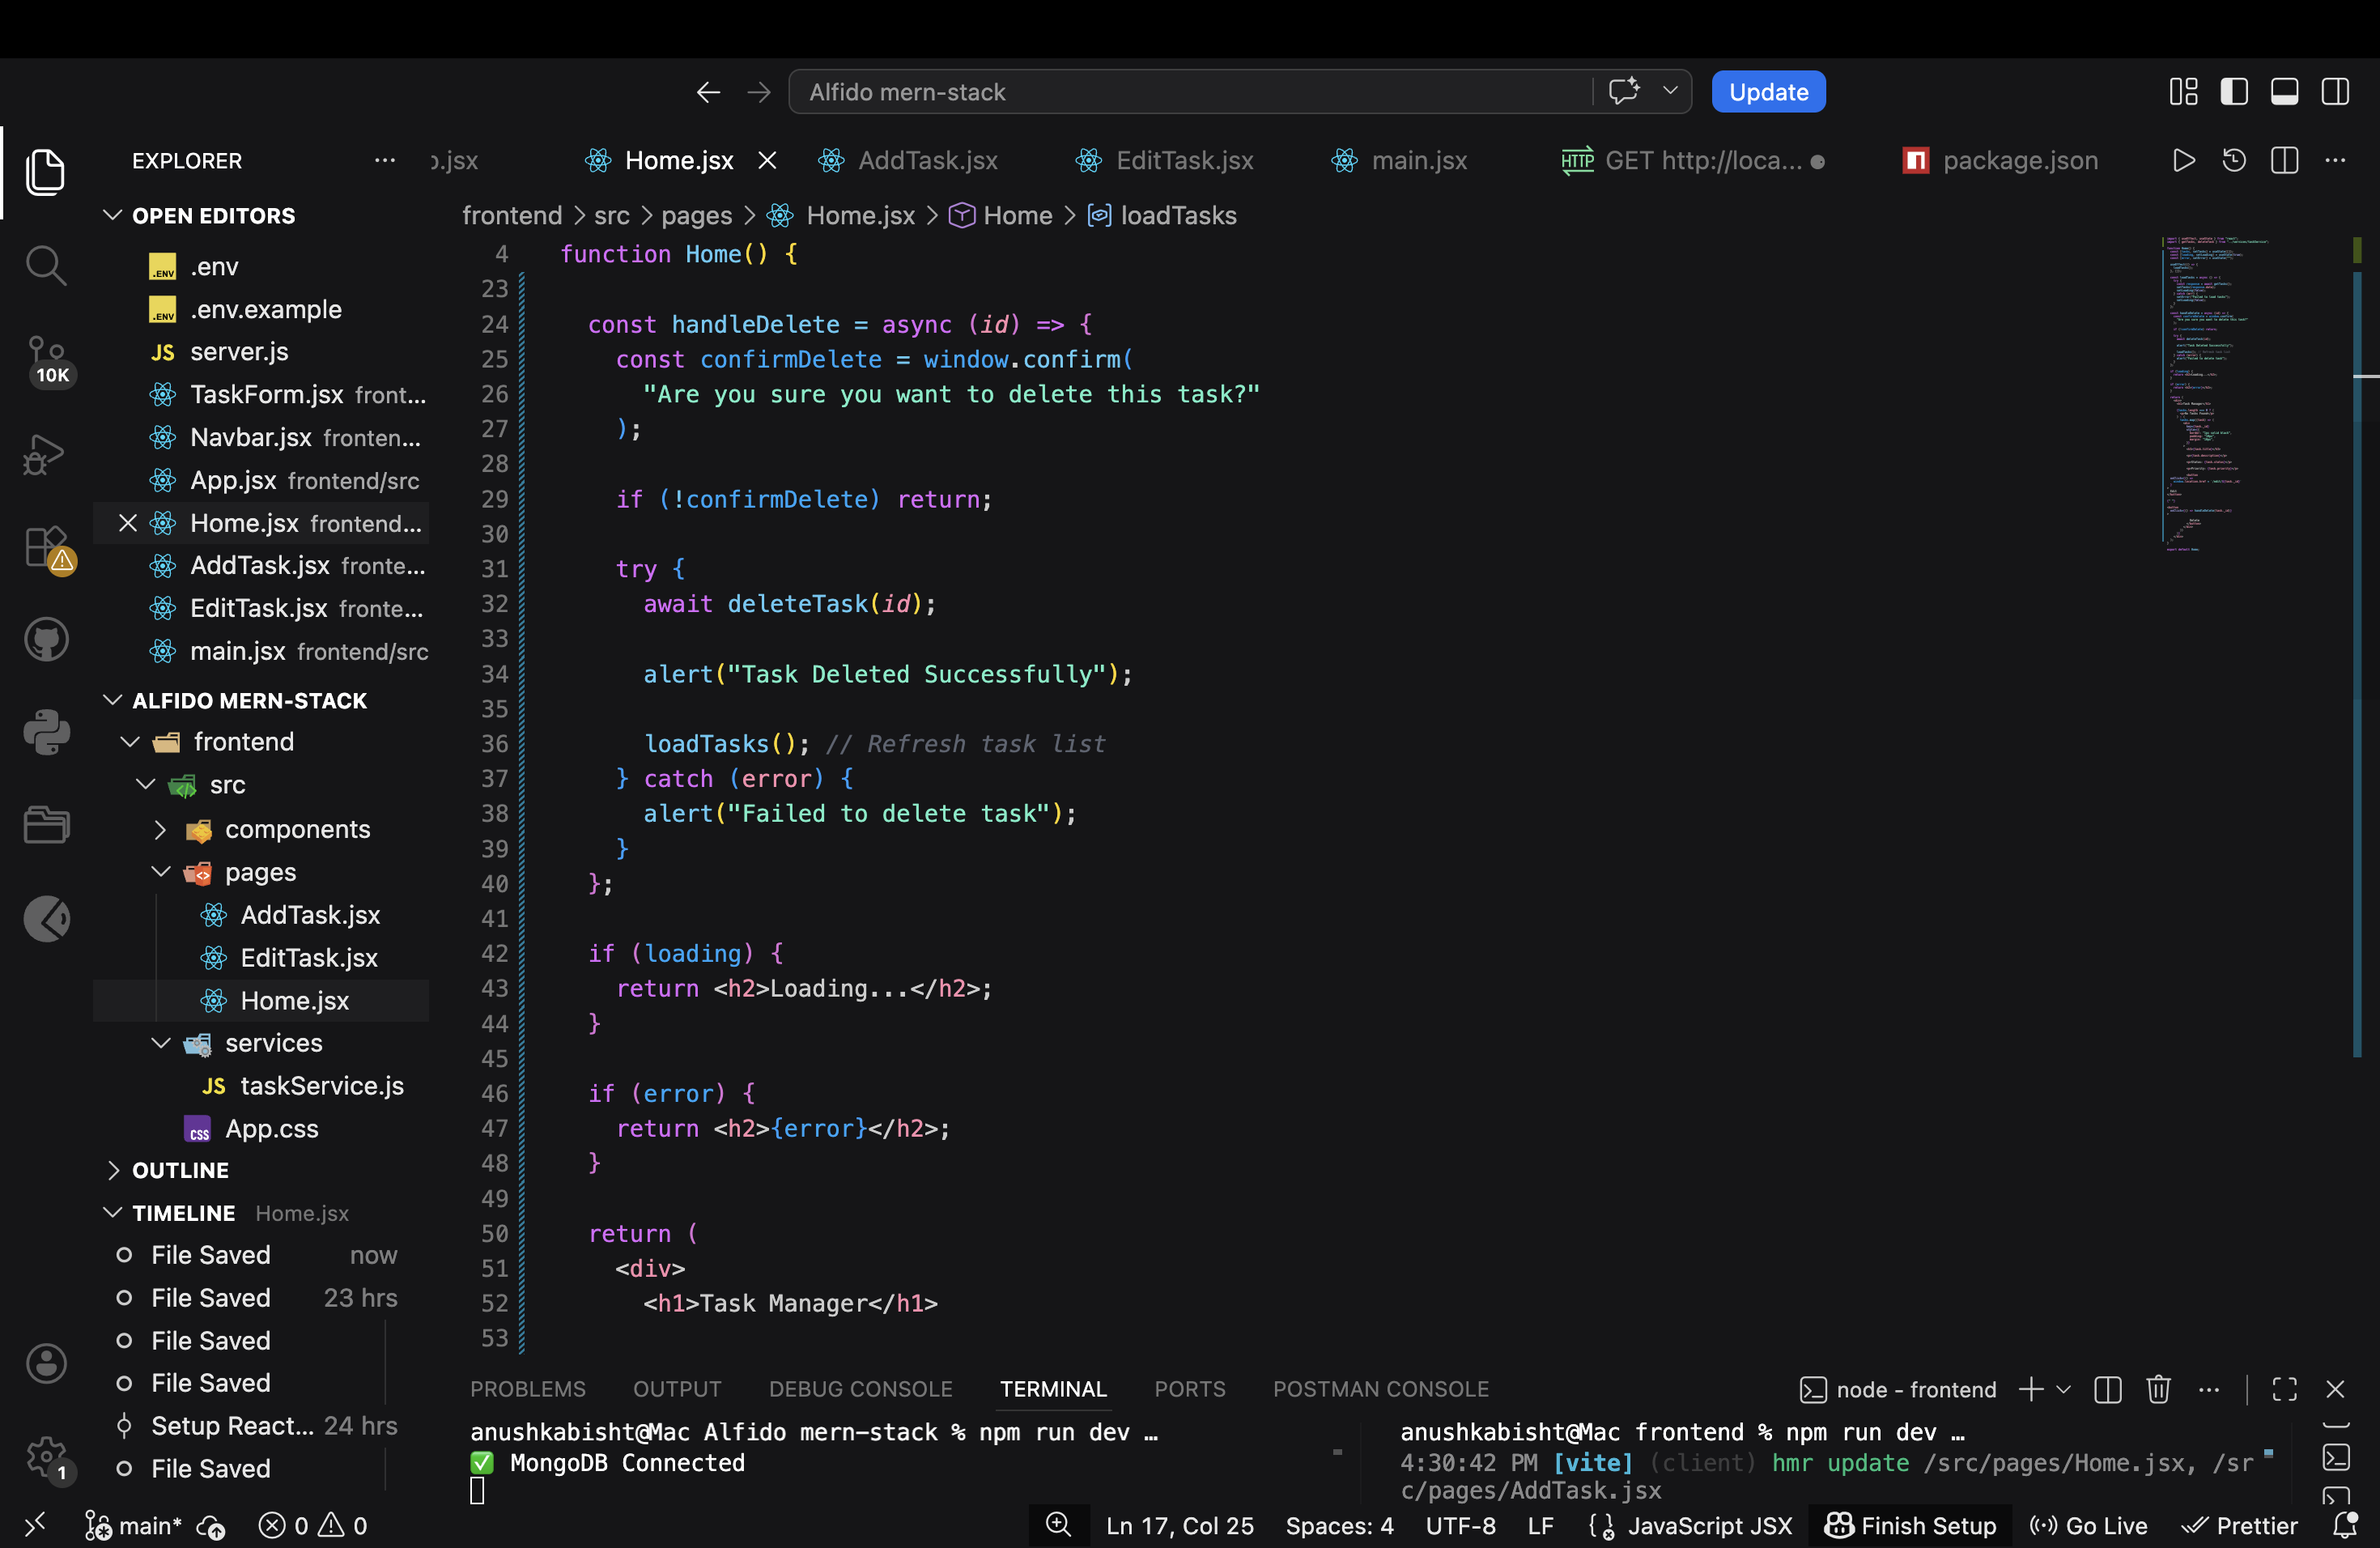 Alfido mern-stack
Update
EXPLORER
.jsx
Home.jsx
AddTask.jsx
EditTask.jsx
main.jsx
HTTP GET http://loca...
package.json
OPEN EDITORS
.ENV .env
.ENV .env.example
JS server.js
TaskForm.jsx front...
Navbar.jsx fronten...
App.jsx frontend/src
Home.jsx frontend...
AddTask.jsx fronte...
EditTask.jsx fronte...
main.jsx frontend/src
10K
ALFIDO MERN-STACK
frontend
src
components
pages
AddTask.jsx
EditTask.jsx
Home.jsx
services
JS taskService.js
CSS App.css
OUTLINE
TIMELINE Home.jsx
File Saved now
File Saved 23 hrs
File Saved
File Saved
Setup React... 24 hrs
File Saved
1
frontend > src > pages > Home.jsx > Home > loadTasks
4 function Home() {
23
24 const handleDelete = async (id) => {
25 const confirmDelete = window.confirm(
26 "Are you sure you want to delete this task?"
27 );
28
29 if (!confirmDelete) return;
30
31 try {
32 await deleteTask(id);
33
34 alert("Task Deleted Successfully");
35
36 loadTasks(); // Refresh task list
37 } catch (error) {
38 alert("Failed to delete task");
39 }
40 };
41
42 if (loading) {
43 return <h2>Loading...</h2>;
44 }
45
46 if (error) {
47 return <h2>{error}</h2>;
48 }
49
50 return (
51 <div>
52 <h1>Task Manager</h1>
53
PROBLEMS
OUTPUT
DEBUG CONSOLE
TERMINAL
PORTS
POSTMAN CONSOLE
node - frontend
anushkabisht@Mac Alfido mern-stack % npm run dev …
✅ MongoDB Connected
anushkabisht@Mac frontend % npm run dev …
4:30:42 PM [vite] (client) hmr update /src/pages/Home.jsx, /sr
c/pages/AddTask.jsx
main*
0
0
Ln 17, Col 25
Spaces: 4
UTF-8
LF
JavaScript JSX
Finish Setup
Go Live
Prettier